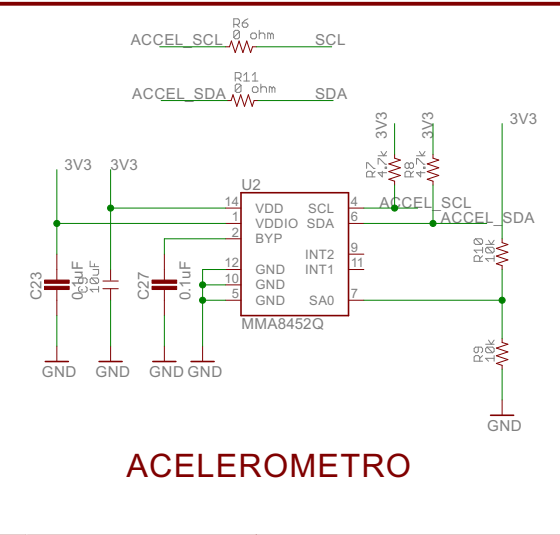 R6
0 ohm
ACCEL_SCL
SCL
R11
0 ohm
ACCEL_SDA
SDA
3V3
3V3
3V3
3V3
3V3
R7
4.7k
R8
4.7k
U2
14
VDD
SCL
4
ACCEL_SCL
1
VDDIO
SDA
6
ACCEL_SDA
2
BYP
INT2
9
12
GND
INT1
11
10
GND
5
GND
SA0
7
MMA8452Q
R10
10k
R9
10k
C23
0.1uF
10uF
C27
0.1uF
GND
GND
GND
GND
GND
ACELEROMETRO